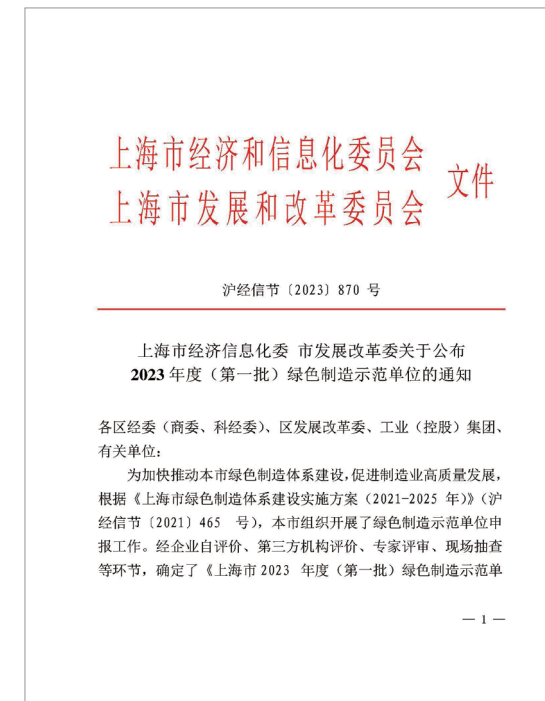 上海市经济和信息化委员会
上海市发展和改革委员会
文件
沪经信节〔2023〕870 号
上海市经济信息化委 市发展改革委关于公布
2023 年度（第一批）绿色制造示范单位的通知
各区经委（商委、科经委）、区发展改革委、工业（控股）集团、
有关单位：
为加快推动本市绿色制造体系建设，促进制造业高质量发展，
根据《上海市绿色制造体系建设实施方案（2021-2025 年）》（沪
经信节〔2021〕465 号），本市组织开展了绿色制造示范单位申
报工作。经企业自评价、第三方机构评价、专家评审、现场抽查
等环节，确定了《上海市 2023 年度（第一批）绿色制造示范单
— 1 —